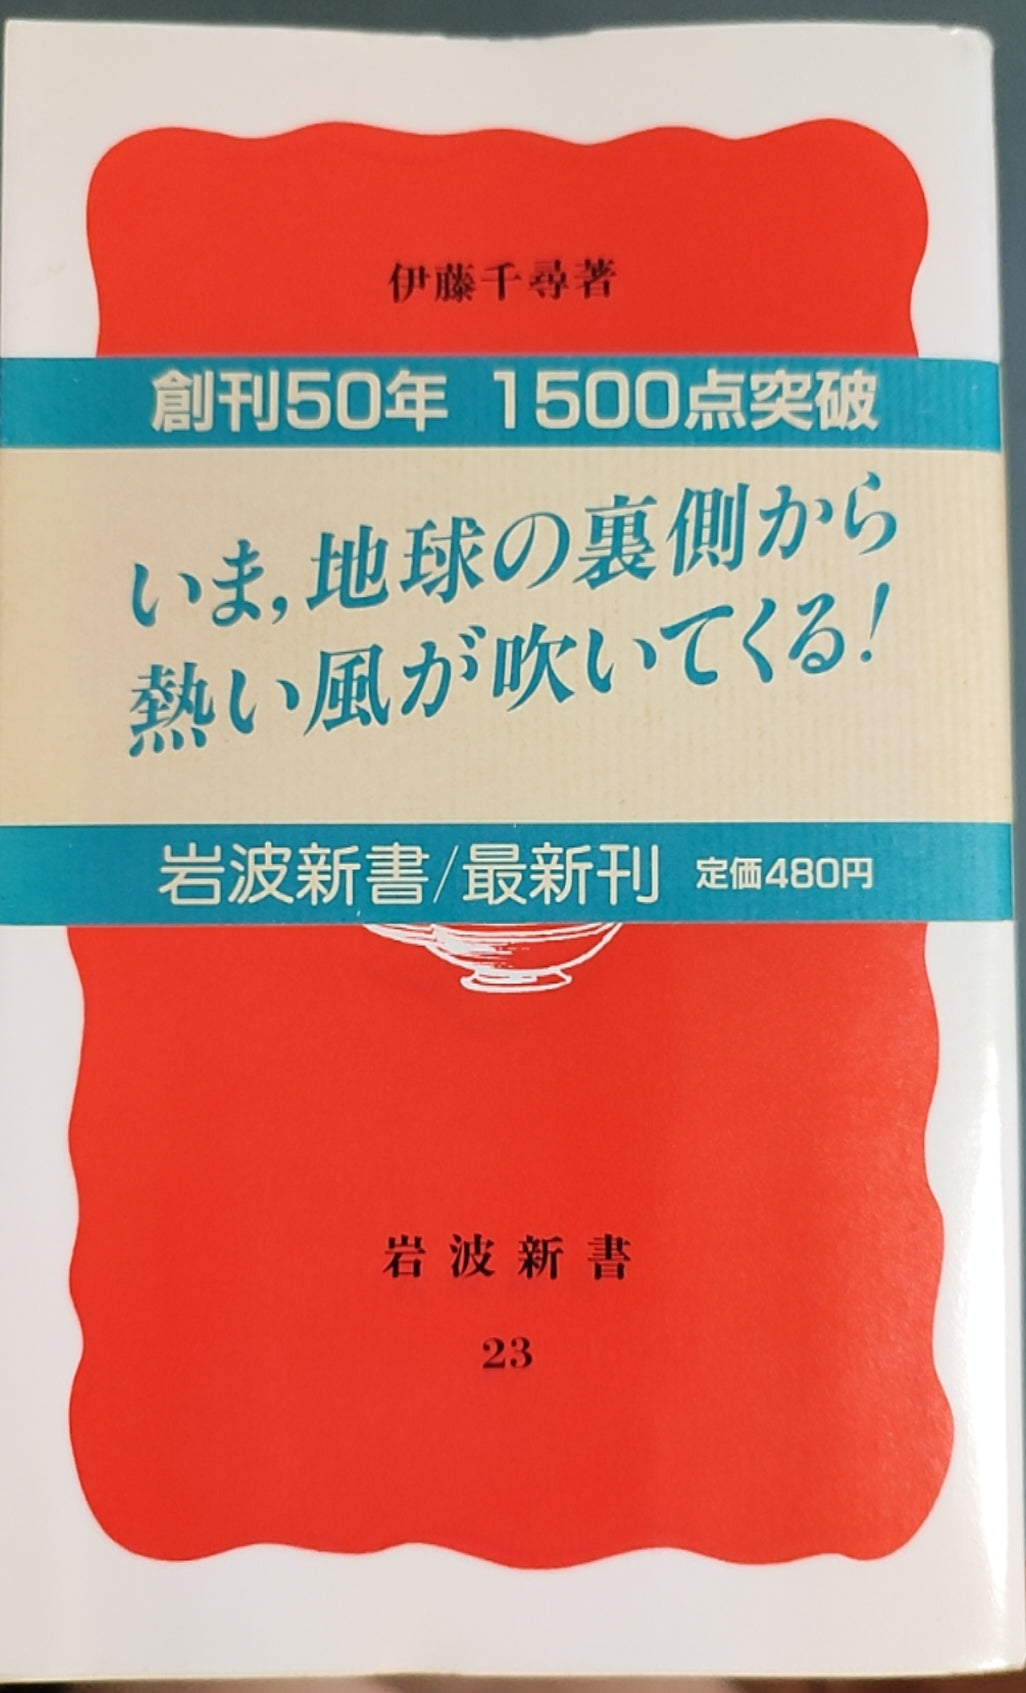 伊藤千尋著
創刊50年 1500点突破
いま,地球の裏側から
熱い風が吹いてくる!
岩波新書/最新刊 定価480円
岩波新書
23